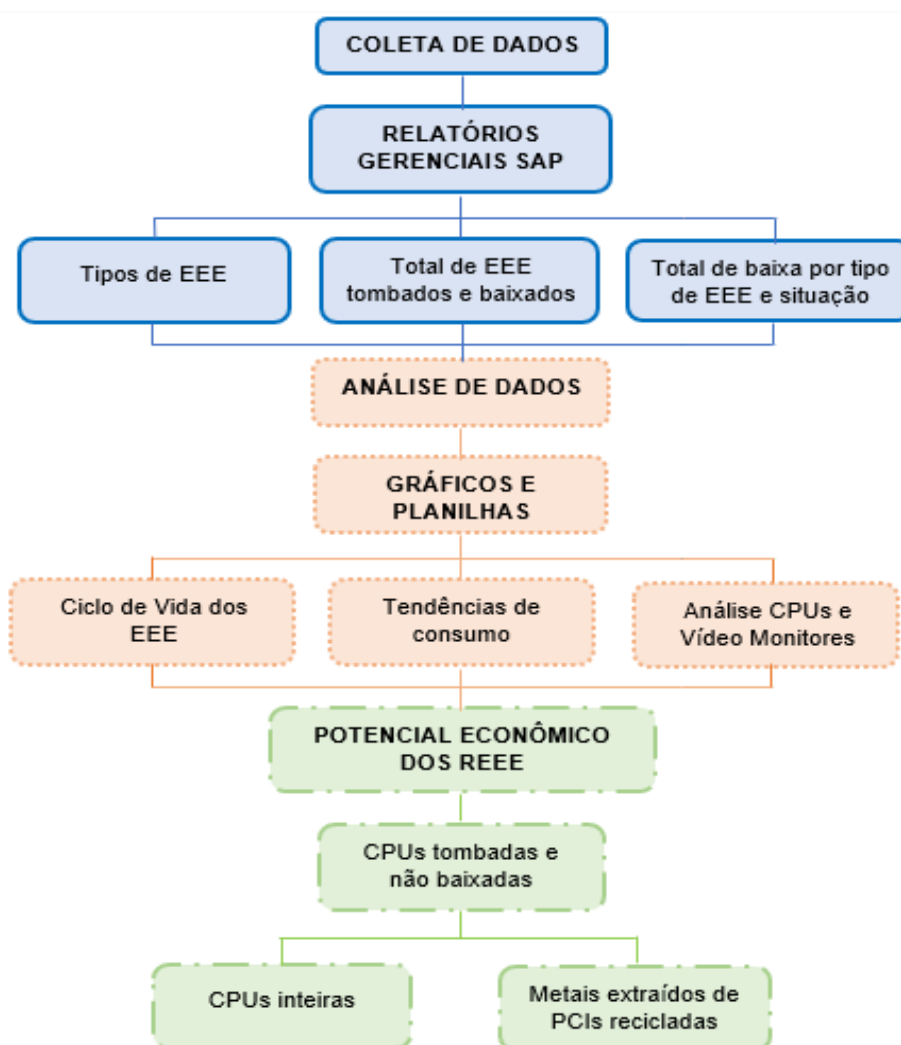 COLETA DE DADOS
RELATÓRIOS
GERENCIAIS SAP
Tipos de EEE
Total de EEE
tombados e baixados
Total de baixa por tipo
de EEE e situação
ANÁLISE DE DADOS
GRÁFICOS E
PLANILHAS
Ciclo de Vida dos
EEE
Tendências de
consumo
Análise CPUs e
Vídeo Monitores
POTENCIAL ECONÔMICO
DOS REEE
CPUs tombadas e
não baixadas
CPUs inteiras
Metais extraídos de
PCIs recicladas